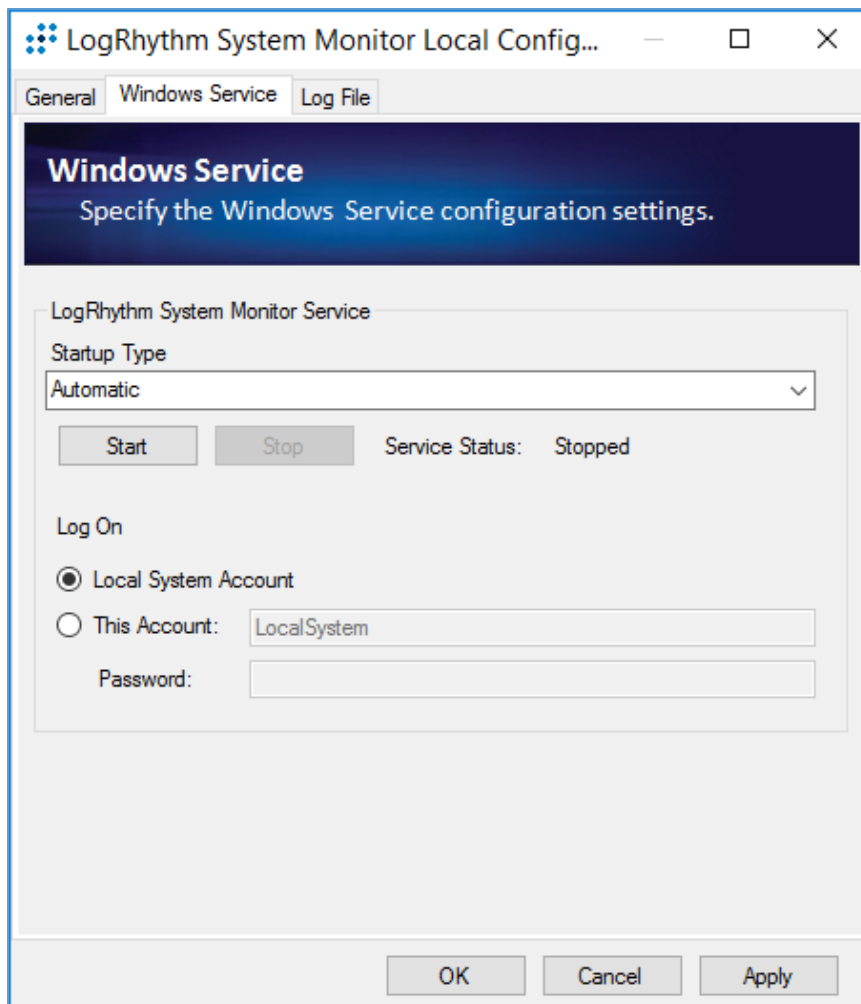 LogRhythm System Monitor Local Config...
General Windows Service Log File
Windows Service
Specify the Windows Service configuration settings.
LogRhythm System Monitor Service
Startup Type
Automatic
Start Stop Service Status: Stopped
Log On
Local System Account
This Account: LocalSystem
Password:
OK Cancel Apply